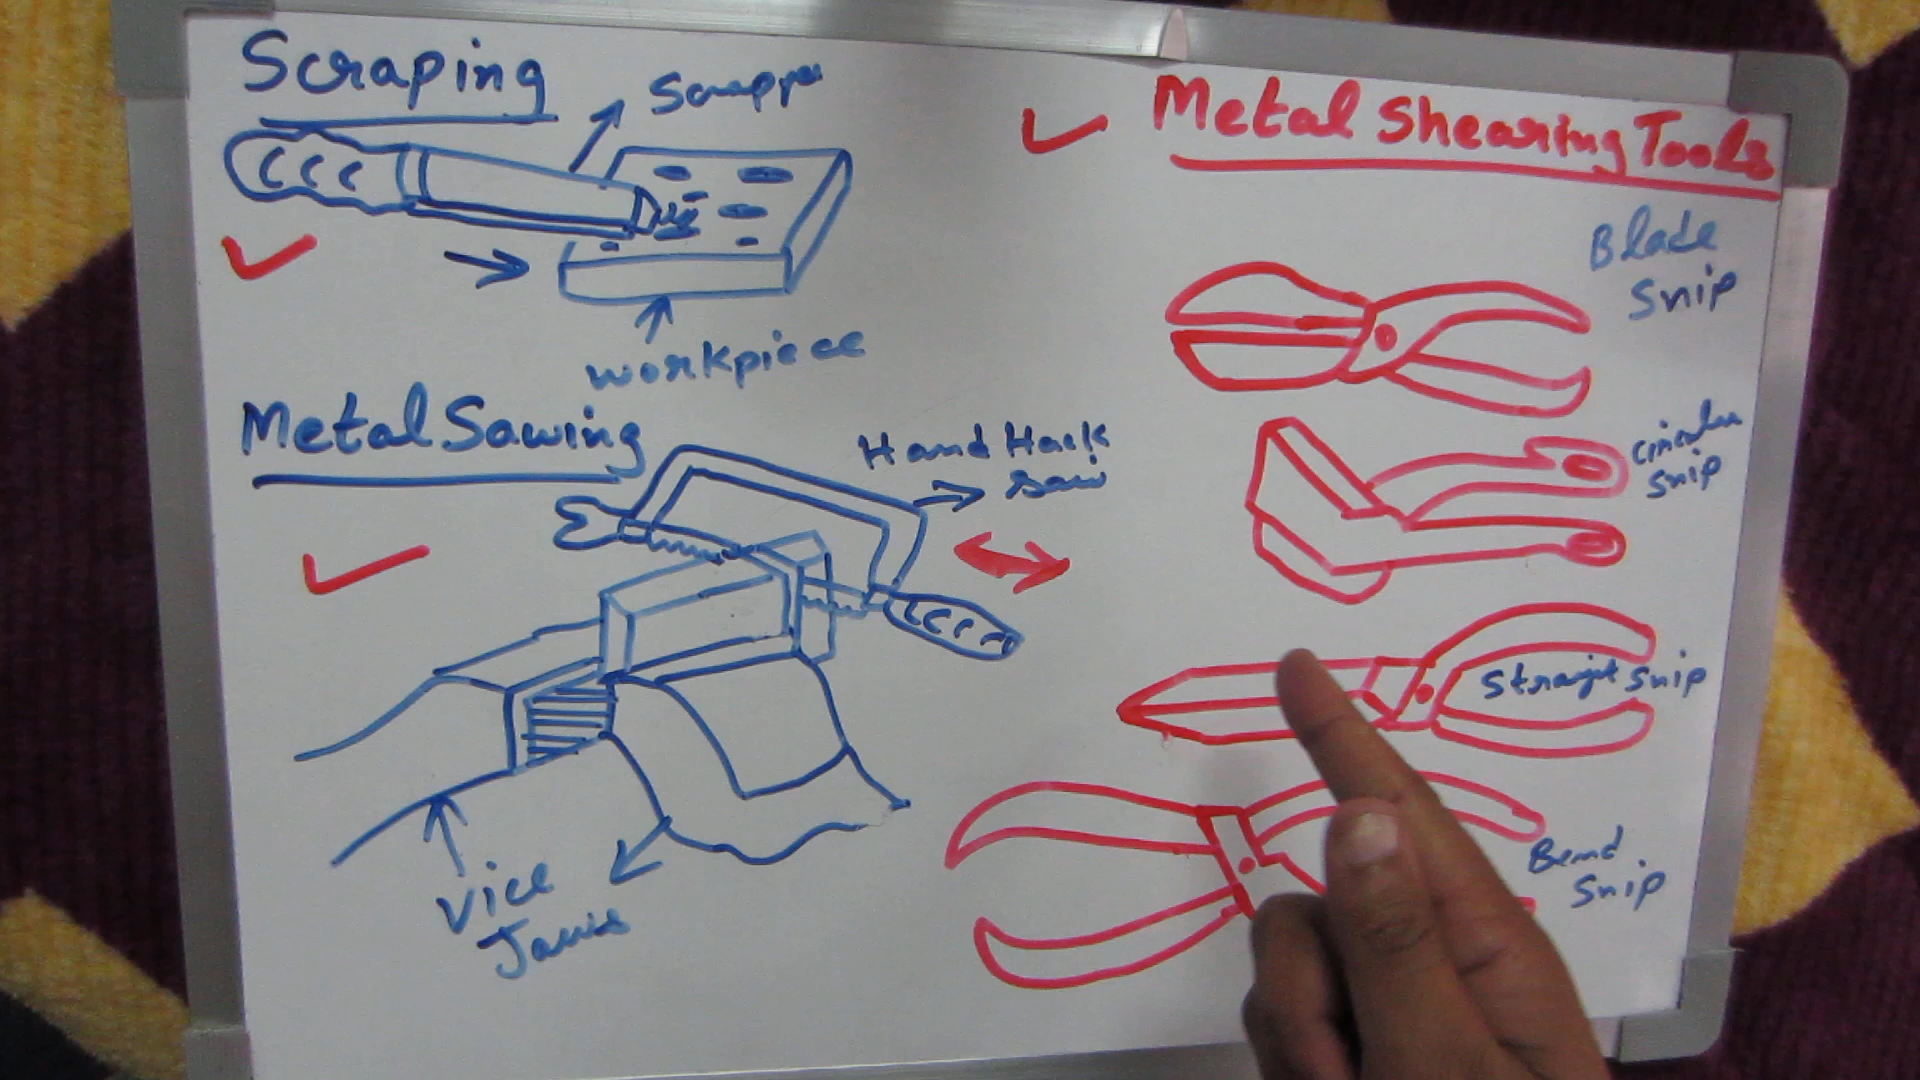 Scraping
Scrapper
workpiece
Metal Sawing
Hand Hack
saw
Vice
Jaws
Metal Shearing Tools
Blade
Snip
Circular
Snip
Straight Snip
Bend
Snip